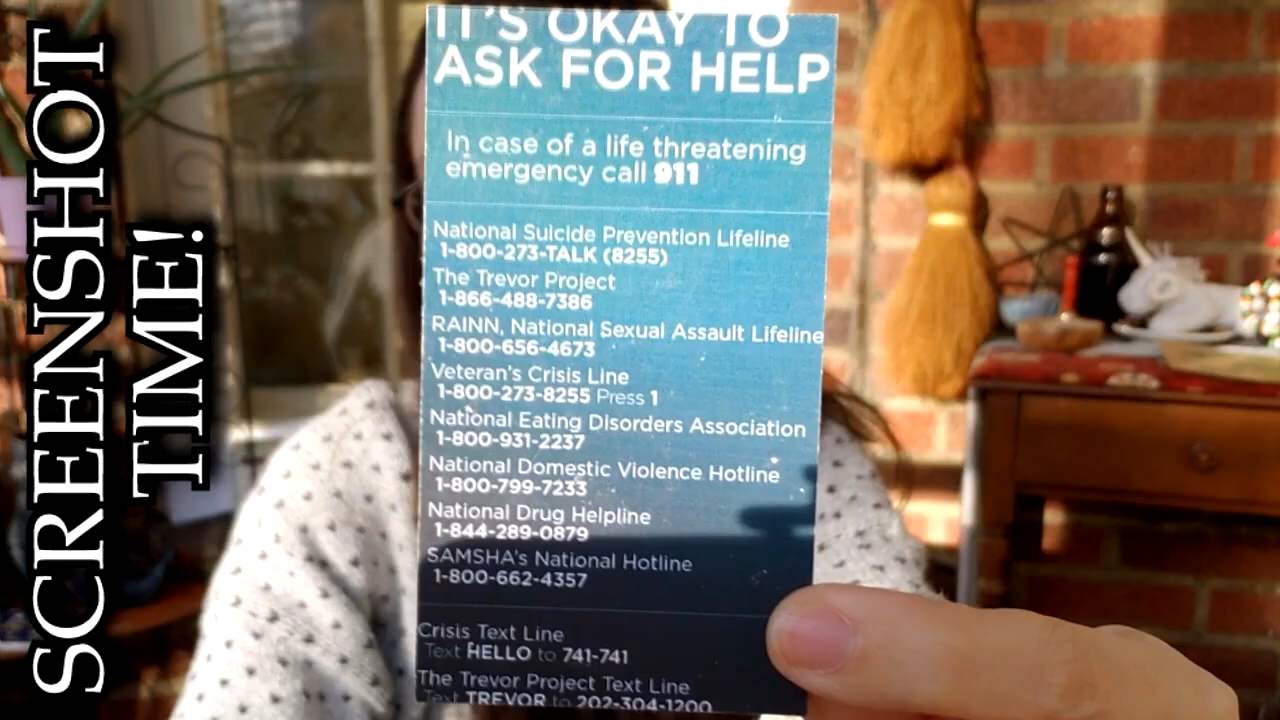 SCREENSHOT
TIME!
IT'S OKAY TO
ASK FOR HELP
In case of a life threatening
emergency call 911
National Suicide Prevention Lifeline
1-800-273-TALK (8255)
The Trevor Project
1-866-488-7386
RAINN, National Sexual Assault Lifeline
1-800-656-4673
Veteran's Crisis Line
1-800-273-8255 Press 1
National Eating Disorders Association
1-800-931-2237
National Domestic Violence Hotline
1-800-799-7233
National Drug Helpline
1-844-289-0879
SAMSHA's National Hotline
1-800-662-4357
Crisis Text Line
Text HELLO to 741-741
The Trevor Project Text Line
Text TREVOR to 202-304-1200